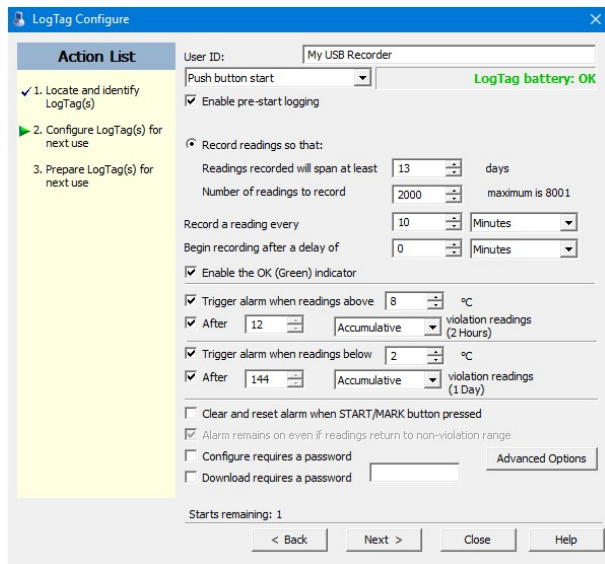 LogTag Configure
Action List
1. Locate and identify
LogTag(s)
2. Configure LogTag(s) for
next use
3. Prepare LogTag(s) for
next use
User ID: My USB Recorder
Push button start LogTag battery: OK
Enable pre-start logging
Record readings so that:
Readings recorded will span at least 13 days
Number of readings to record 2000 maximum is 8001
Record a reading every 10 Minutes
Begin recording after a delay of 0 Minutes
Enable the OK (Green) indicator
Trigger alarm when readings above 8 ºC
After 12 Accumulative violation readings
(2 Hours)
Trigger alarm when readings below 2 ºC
After 144 Accumulative violation readings
(1 Day)
Clear and reset alarm when START/MARK button pressed
Alarm remains on even if readings return to non-violation range
Configure requires a password
Download requires a password
Advanced Options
Starts remaining: 1
< Back Next > Close Help